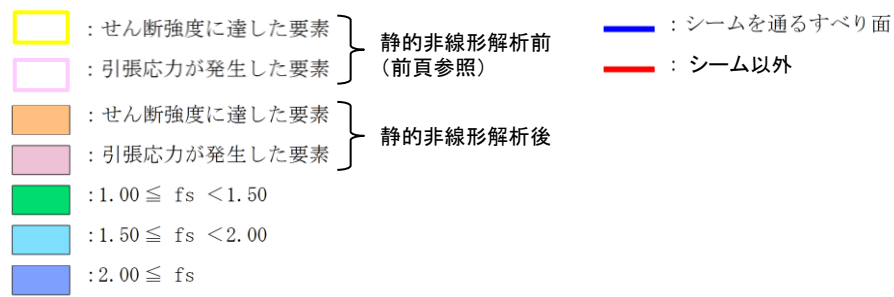 ：せん断強度に達した要素
：引張応力が発生した要素
静的非線形解析前
（前頁参照）
：せん断強度に達した要素
：引張応力が発生した要素
静的非線形解析後
:1.00≦ fs ＜1.50
:1.50≦ fs ＜2.00
:2.00≦ fs
：シームを通るすべり面
： シーム以外